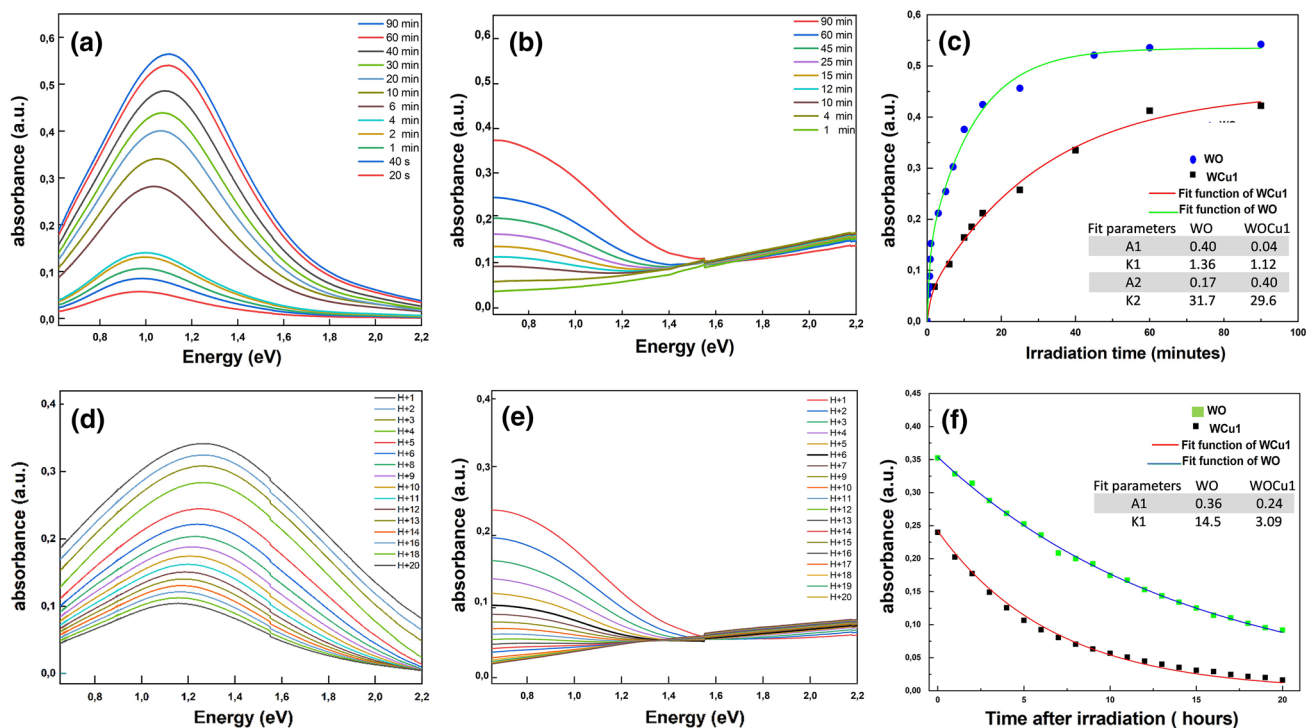 (a)
absorbance (a.u.)
0,6
0,5
0,4
0,3
0,2
0,1
0,0
0,8
1,0
1,2
1,4
1,6
1,8
2,0
2,2
Energy (eV)
90 min
60 min
40 min
30 min
20 min
10 min
6 min
4 min
2 min
1 min
40 s
20 s
(b)
absorbance (a.u.)
0,6
0,5
0,4
0,3
0,2
0,1
0,0
0,8
1,0
1,2
1,4
1,6
1,8
2,0
2,2
Energy (eV)
90 min
60 min
45 min
25 min
15 min
12 min
10 min
4 min
1 min
(c)
absorbance (a.u.)
0,6
0,5
0,4
0,3
0,2
0,1
0,0
0
20
40
60
80
100
Irradiation time (minutes)
WO
WCu1
Fit function of WCu1
Fit function of WO
Fit parameters WO WOCu1
A1 0.40 0.04
K1 1.36 1.12
A2 0.17 0.40
K2 31.7 29.6
(d)
absorbance (a.u.)
0,4
0,3
0,2
0,1
0,0
0,8
1,0
1,2
1,4
1,6
1,8
2,0
2,2
Energy (eV)
H+1
H+2
H+3
H+4
H+5
H+6
H+8
H+9
H+10
H+11
H+12
H+13
H+14
H+16
H+18
H+20
(e)
absorbance (a.u.)
0,4
0,3
0,2
0,1
0,0
0,8
1,0
1,2
1,4
1,6
1,8
2,0
2,2
Energy (eV)
H+1
H+2
H+3
H+4
H+5
H+6
H+7
H+9
H+10
H+11
H+12
H+13
H+14
H+15
H+16
H+17
H+18
H+19
H+20
(f)
absorbance (a.u.)
0,45
0,40
0,35
0,30
0,25
0,20
0,15
0,10
0,05
0,00
0
5
10
15
20
Time after irradiation ( hours)
WO
WCu1
Fit function of WCu1
Fit function of WO
Fit parameters WO WOCu1
A1 0.36 0.24
K1 14.5 3.09